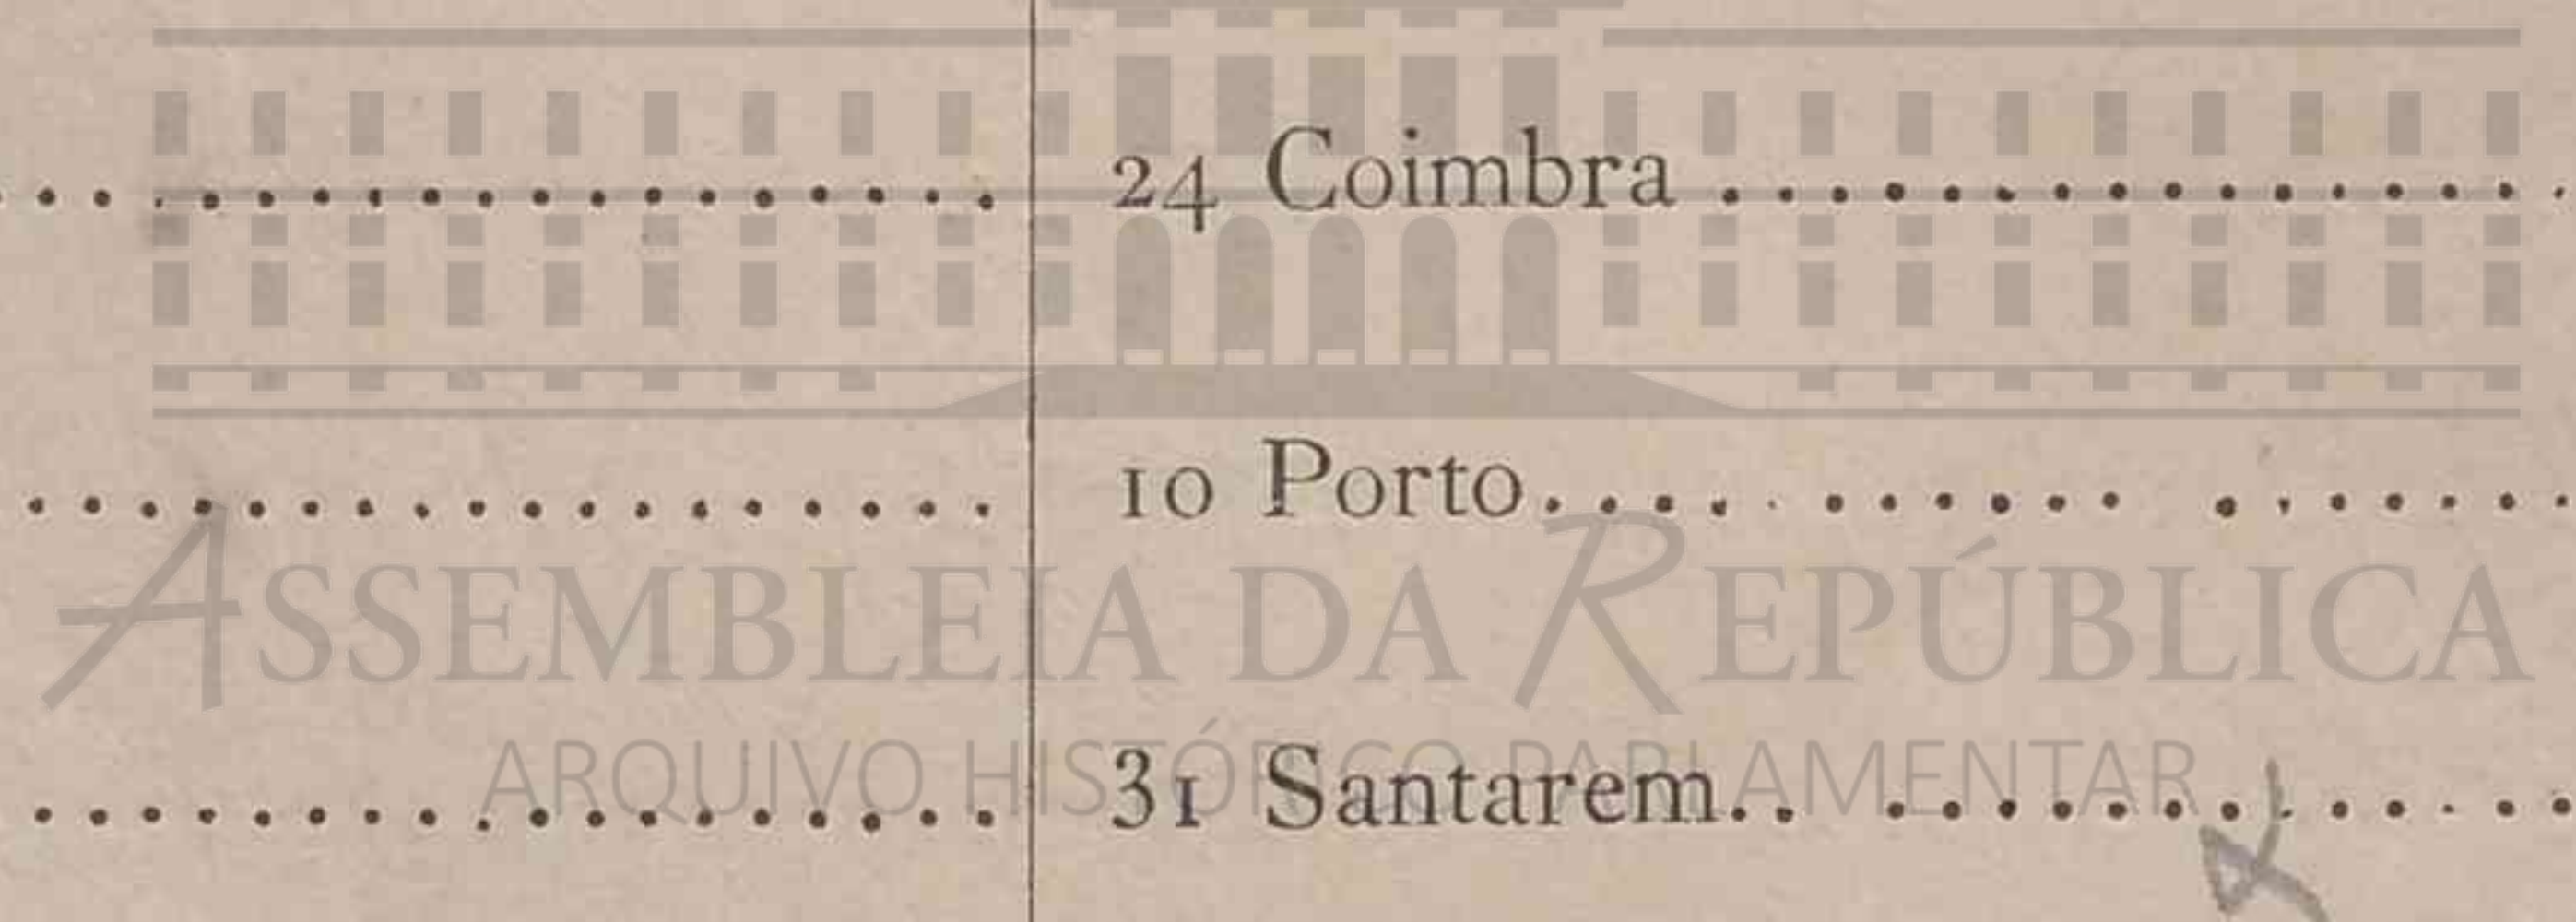 24 Coimbra
10 Porto
ASSEMBLEIA DA REPÚBLICA
ARQUIVO HISTÓRICO PARLAMENTAR
31 Santarem